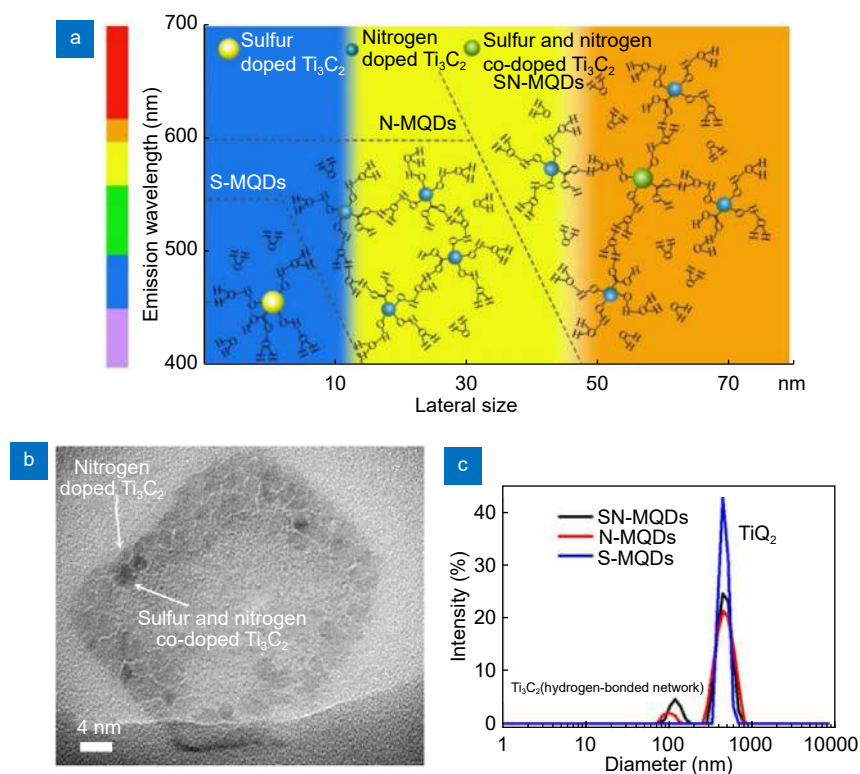 a
700
600
500
400
Emission wavelength (nm)
Sulfur
doped Ti₃C₂
Nitrogen
doped Ti₃C₂
Sulfur and nitrogen
co-doped Ti₃C₂
SN-MQDs
N-MQDs
S-MQDs
10
30
50
70
nm
Lateral size
b
Nitrogen
doped Ti₃C₂
Sulfur and nitrogen
co-doped Ti₃C₂
4 nm
c
40
30
20
10
0
Intensity (%)
SN-MQDs
N-MQDs
S-MQDs
TiQ₂
Ti₃C₂(hydrogen-bonded network)
1
10
100
1000
10000
Diameter (nm)